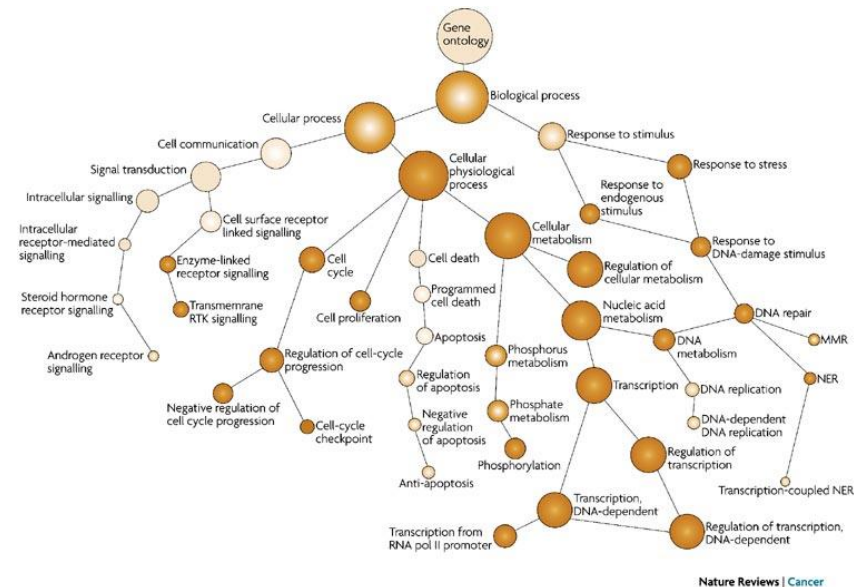 Gene
ontology
Biological process
Cellular process
Response to stimulus
Cell communication
Cellular
physiological
process
Response to stress
Signal transduction
Response to
endogenous
stimulus
Intracellular signalling
Cell surface receptor
linked signalling
Cellular
metabolism
Intracellular
receptor-mediated
signalling
Response to
DNA-damage stimulus
Enzyme-linked
receptor signalling
Cell
cycle
Cell death
Regulation of
cellular metabolism
Steroid hormone
receptor signalling
Transmenrane
RTK signalling
Cell proliferation
Programmed
cell death
Nucleic acid
metabolism
DNA repair
Apoptosis
DNA
metabolism
MMR
Androgen receptor
signalling
Regulation of cell-cycle
progression
Phosphorus
metabolism
Regulation
of apoptosis
Transcription
DNA replication
NER
Negative regulation of
cell cycle progression
Cell-cycle
checkpoint
Negative
regulation
of apoptosis
Phosphate
metabolism
DNA-dependent
DNA replication
Anti-apoptosis
Phosphorylation
Regulation of
transcription
Transcription-coupled NER
Transcription,
DNA-dependent
Transcription from
RNA pol II promoter
Regulation of transcription,
DNA-dependent
Nature Reviews | Cancer